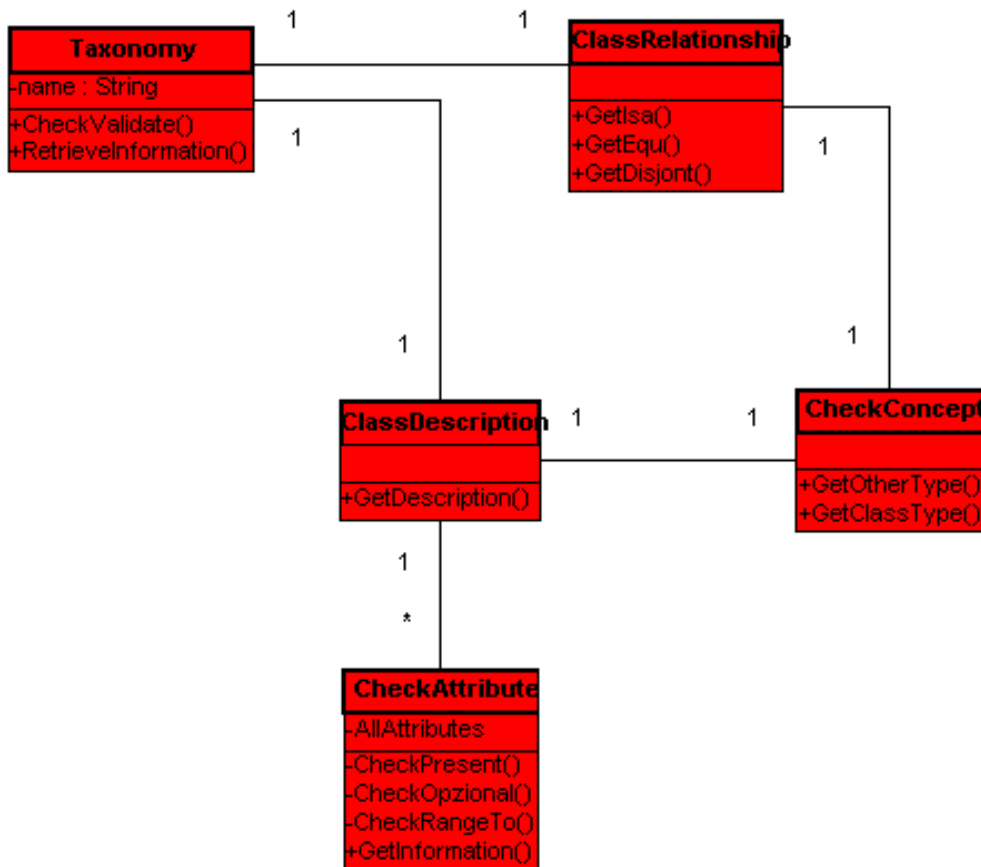 1
1
Taxonomy
-name : String
+CheckValidate()
+RetrieveInformation()
1
ClassRelationship
+GetIsa()
+GetEqu()
+GetDisjont()
1
1
1
ClassDescription
+GetDescription()
1
1
CheckConcept
+GetOtherType()
+GetClassType()
1
*
CheckAttribute
-AllAttributes
-CheckPresent()
-CheckOpzional()
-CheckRangeTo()
+GetInformation()